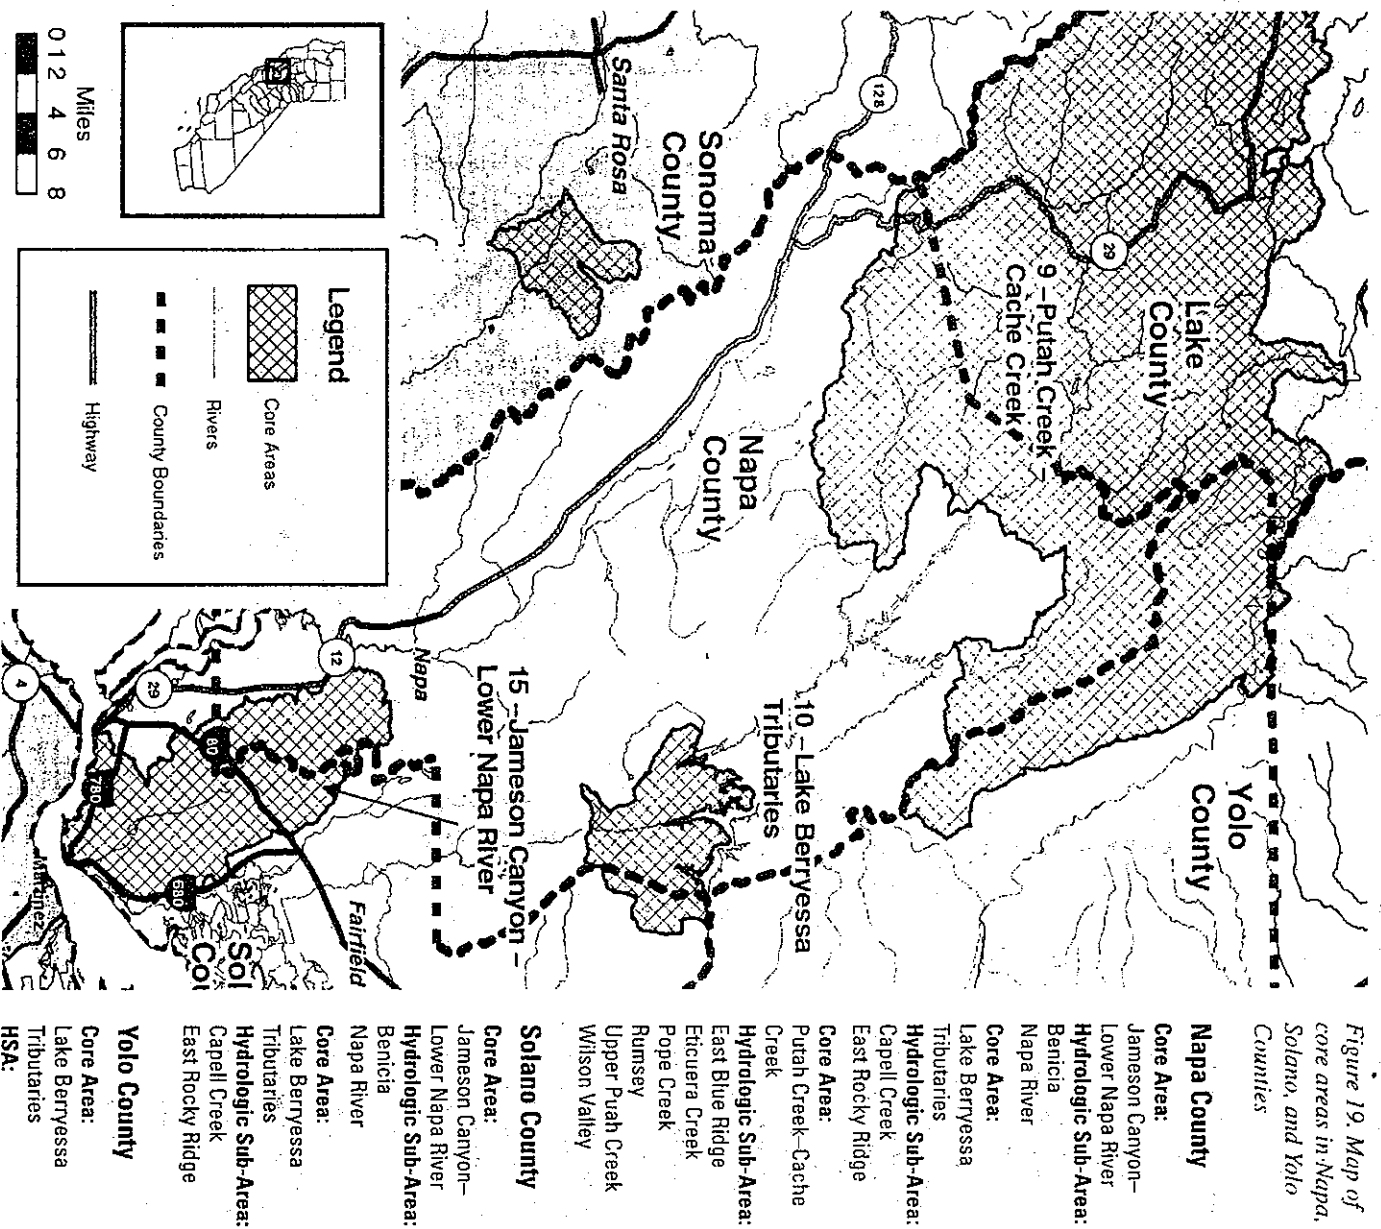 Figure 19. Map of
core areas in Napa,
Solano, and Yolo
Counties
Napa County
Core Area:
Jameson Canyon–
Lower Napa River
Hydrologic Sub-Area:
Benicia
Napa River
Core Area:
Lake Berryessa
Tributaries
Hydrologic Sub-Area:
Capell Creek
East Rocky Ridge
Core Area:
Putah Creek–Cache
Creek
Hydrologic Sub-Area:
East Blue Ridge
Eticuera Creek
Pope Creek
Rumsey
Upper Puah Creek
Wilson Valley
Solano County
Core Area:
Jameson Canyon–
Lower Napa River
Hydrologic Sub-Area:
Benicia
Napa River
Core Area:
Lake Berryessa
Tributaries
Hydrologic Sub-Area:
Capell Creek
East Rocky Ridge
Yolo County
Core Area:
Lake Berryessa
Tributaries
HSA:
Lake
County
9 –Putah Creek –
Cache Creek
29
128
Yolo
County
Sonoma
County
Santa Rosa
Napa
County
10 –Lake Berryessa
Tributaries
15 –Jameson Canyon –
Lower Napa River
Napa
12
29
80
780
680
4
Fairfield
Martinez
Sol
Cou
Legend
Core Areas
Rivers
County Boundaries
Highway
Miles
0 1 2 4 6 8